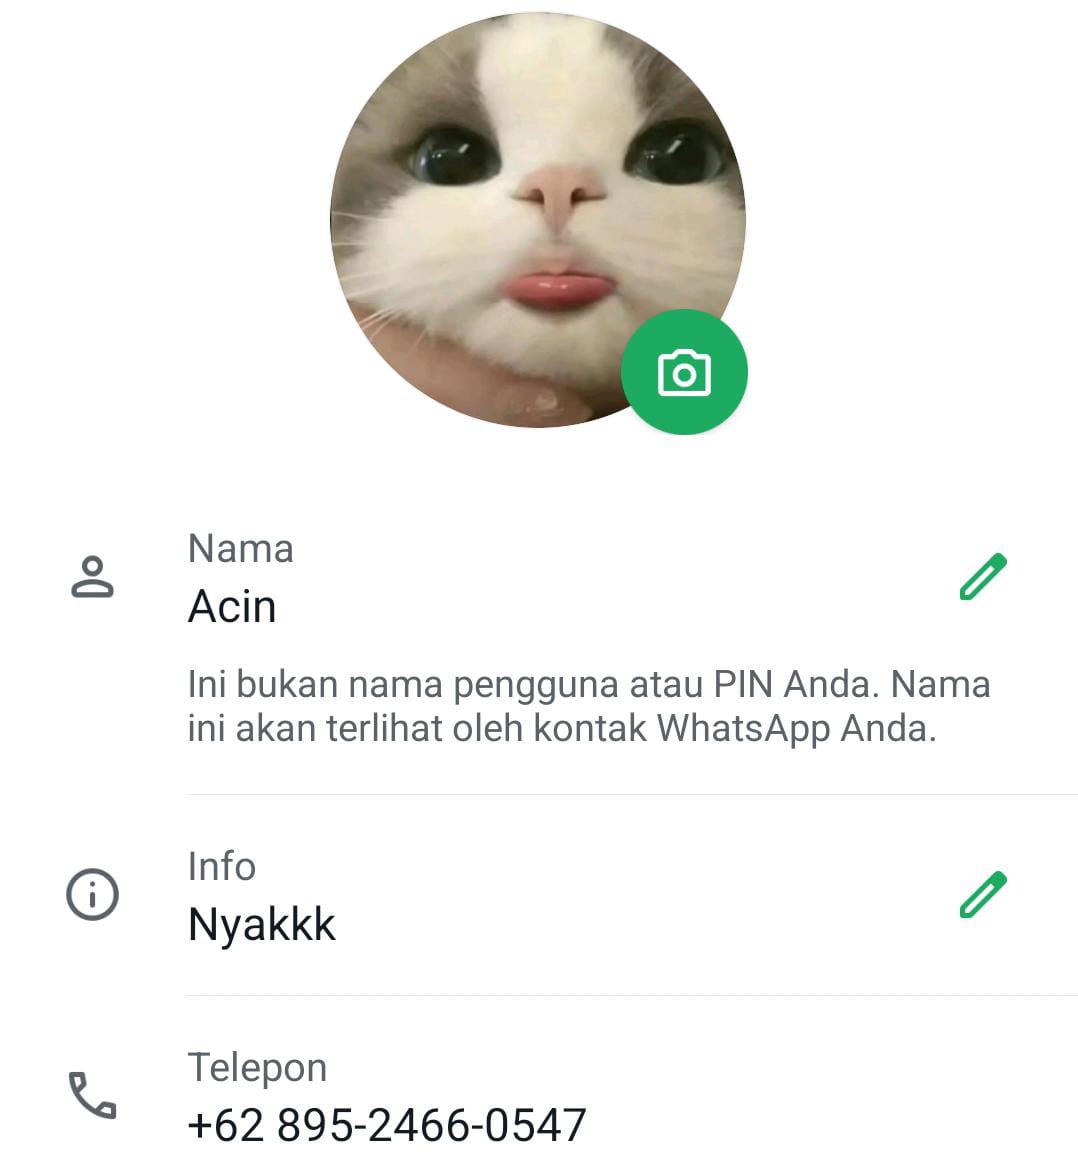 Nama
Acin
Ini bukan nama pengguna atau PIN Anda. Nama
ini akan terlihat oleh kontak WhatsApp Anda.
Info
Nyakkk
Telepon
+62 895-2466-0547